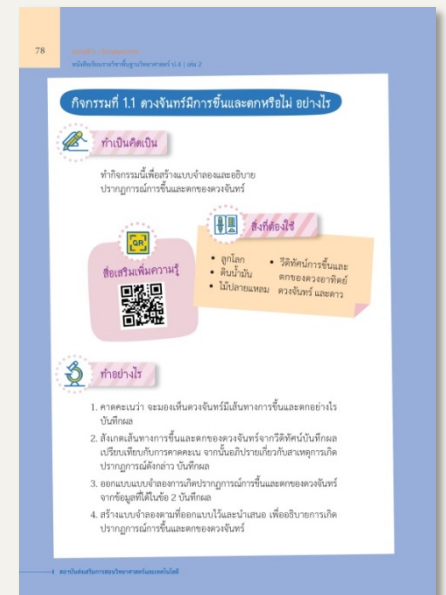 78
หนังสือเรียนรายวิชาพื้นฐานวิทยาศาสตร์ ป.4 | เล่ม 2
กิจกรรมที่ 1.1 ดวงจันทร์มีการขึ้นและตกหรือไม่ อย่างไร
ทำเป็นคิดเป็น
ทำกิจกรรมนี้เพื่อสร้างแบบจำลองและอธิบาย
ปรากฏการณ์การขึ้นและตกของดวงจันทร์
สิ่งที่ต้องใช้
• ลูกโลก
• ดินน้ำมัน
• ไม้ปลายแหลม
• วีดิทัศน์การขึ้นและ
ตกของดวงอาทิตย์
ดวงจันทร์ และดาว
QR
สื่อเสริมเพิ่มความรู้
ทำอย่างไร
1. คาดคะเนว่า จะมองเห็นดวงจันทร์มีเส้นทางการขึ้นและตกอย่างไร
บันทึกผล
2. สังเกตเส้นทางการขึ้นและตกของดวงจันทร์จากวีดิทัศน์บันทึกผล
เปรียบเทียบกับการคาดคะเน จากนั้นอภิปรายเกี่ยวกับสาเหตุการเกิด
ปรากฏการณ์ดังกล่าว บันทึกผล
3. ออกแบบแบบจำลองการเกิดปรากฏการณ์การขึ้นและตกของดวงจันทร์
จากข้อมูลที่ได้ในข้อ 2 บันทึกผล
4. สร้างแบบจำลองตามที่ออกแบบไว้และนำเสนอ เพื่ออธิบายการเกิด
ปรากฏการณ์การขึ้นและตกของดวงจันทร์
สถาบันส่งเสริมการสอนวิทยาศาสตร์และเทคโนโลยี